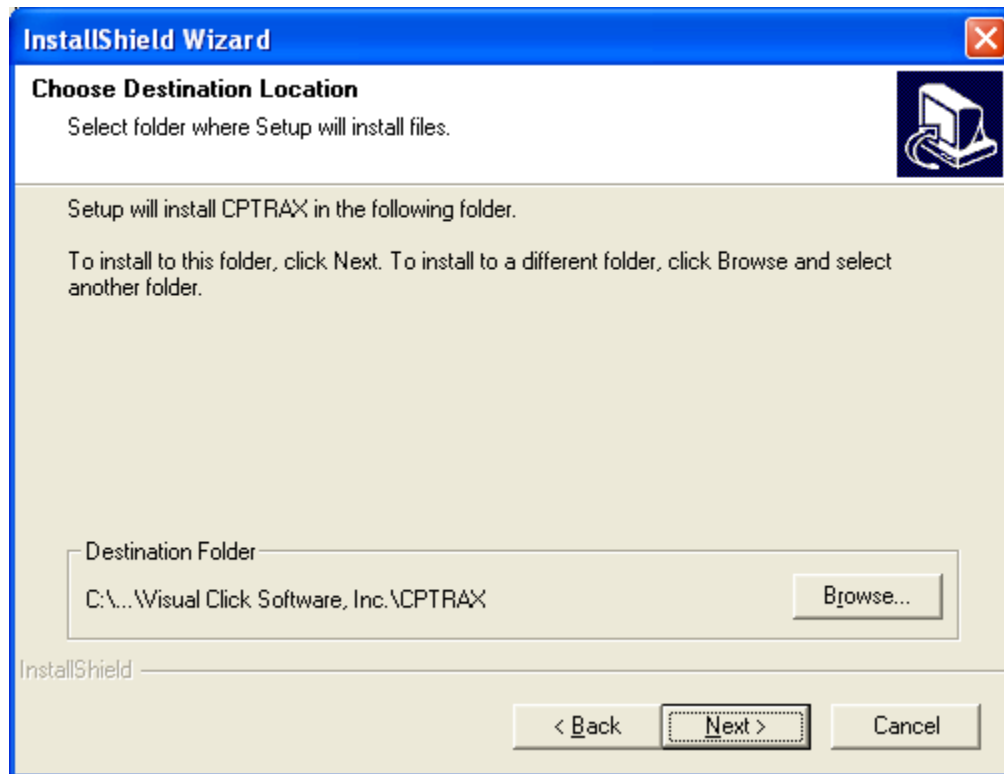 InstallShield Wizard
Choose Destination Location
Select folder where Setup will install files.
Setup will install CPTRAX in the following folder.
To install to this folder, click Next. To install to a different folder, click Browse and select
another folder.
Destination Folder
C:\...\Visual Click Software, Inc.\CPTRAX
Browse...
InstallShield
< Back
Next >
Cancel